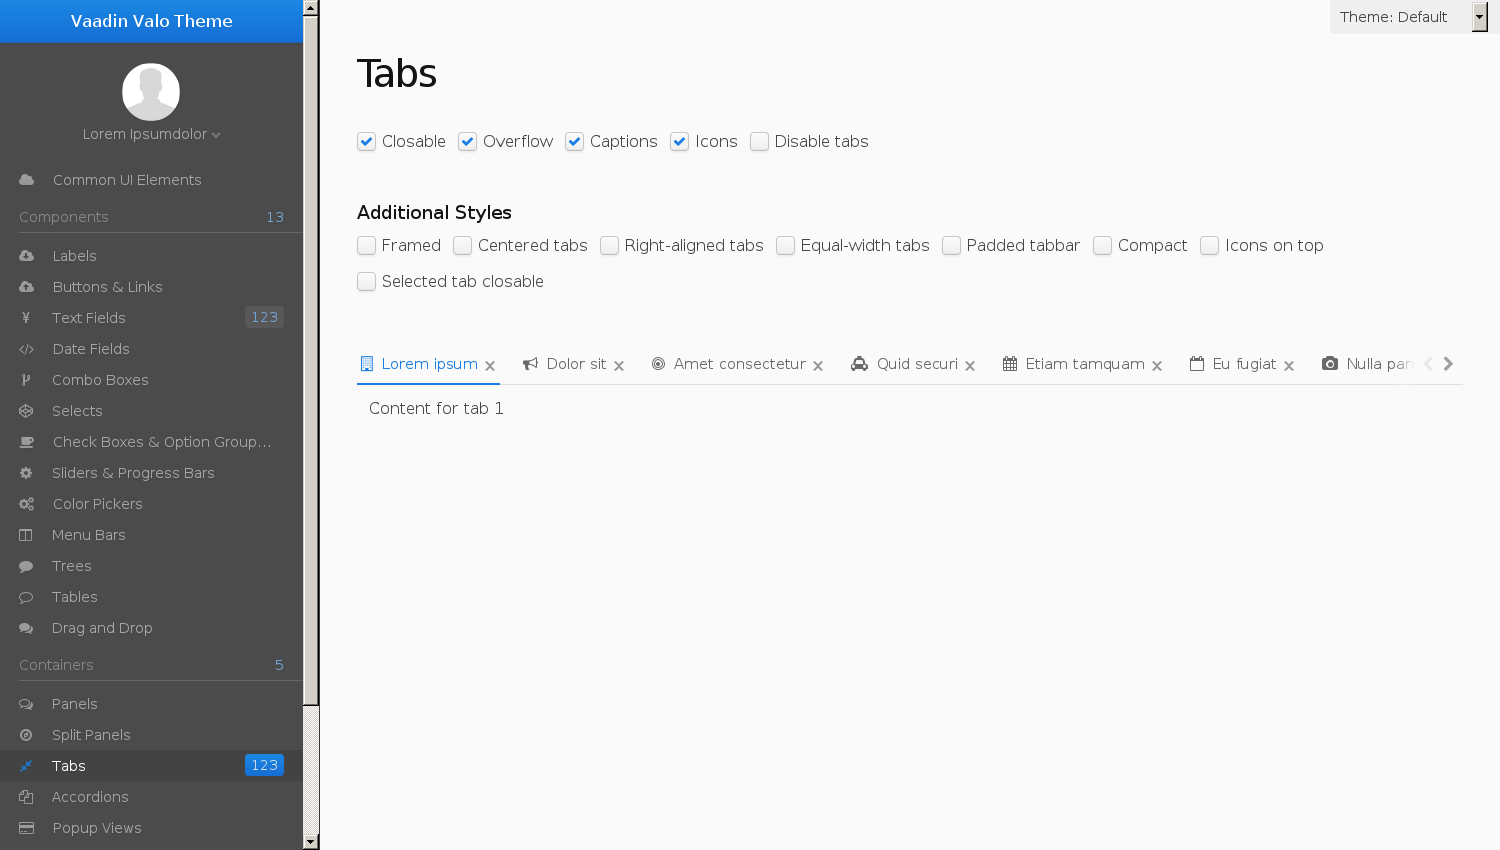 Vaadin Valo Theme
Lorem Ipsumdolor
Common UI Elements
Components 13
Labels
Buttons & Links
Text Fields 123
Date Fields
Combo Boxes
Selects
Check Boxes & Option Group...
Sliders & Progress Bars
Color Pickers
Menu Bars
Trees
Tables
Drag and Drop
Containers 5
Panels
Split Panels
Tabs 123
Accordions
Popup Views
Theme: Default
Tabs
Closable Overflow Captions Icons Disable tabs
Additional Styles
Framed Centered tabs Right-aligned tabs Equal-width tabs Padded tabbar Compact Icons on top
Selected tab closable
Lorem ipsum Dolor sit Amet consectetur Quid securi Etiam tamquam Eu fugiat Nulla pari
Content for tab 1